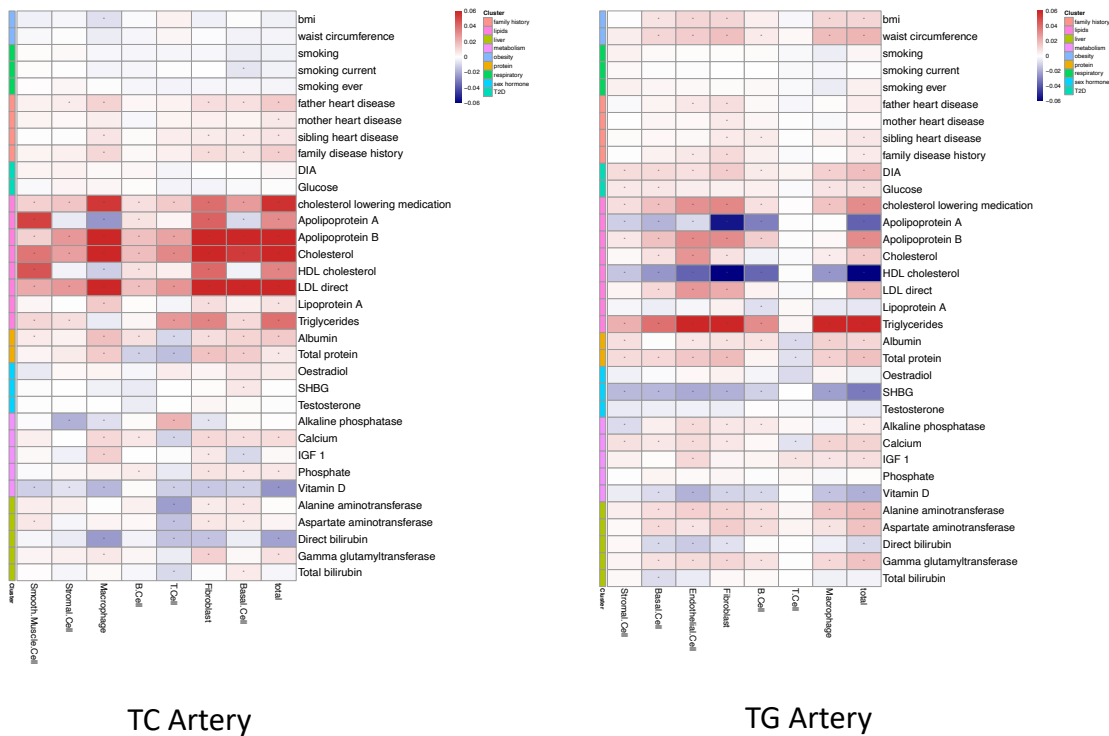 0.06
0.04
0.02
0
−0.02
−0.04
−0.06
Cluster
family history
lipids
liver
metabolism
obesity
protein
respiratory
sex hormone
T2D
bmi
waist circumference
smoking
smoking current
smoking ever
father heart disease
mother heart disease
sibling heart disease
family disease history
DIA
Glucose
cholesterol lowering medication
Apolipoprotein A
Apolipoprotein B
Cholesterol
HDL cholesterol
LDL direct
Lipoprotein A
Triglycerides
Albumin
Total protein
Oestradiol
SHBG
Testosterone
Alkaline phosphatase
Calcium
IGF 1
Phosphate
Vitamin D
Alanine aminotransferase
Aspartate aminotransferase
Direct bilirubin
Gamma glutamyltransferase
Total bilirubin
Cluster
Smooth.Muscle.Cell
Stromal.Cell
Macrophage
B.Cell
T.Cell
Fibroblast
Basal.Cell
total
TC Artery
0.06
0.04
0.02
0
−0.02
−0.04
−0.06
Cluster
family history
lipids
liver
metabolism
obesity
protein
respiratory
sex hormone
T2D
bmi
waist circumference
smoking
smoking current
smoking ever
father heart disease
mother heart disease
sibling heart disease
family disease history
DIA
Glucose
cholesterol lowering medication
Apolipoprotein A
Apolipoprotein B
Cholesterol
HDL cholesterol
LDL direct
Lipoprotein A
Triglycerides
Albumin
Total protein
Oestradiol
SHBG
Testosterone
Alkaline phosphatase
Calcium
IGF 1
Phosphate
Vitamin D
Alanine aminotransferase
Aspartate aminotransferase
Direct bilirubin
Gamma glutamyltransferase
Total bilirubin
Cluster
Stromal.Cell
Basal.Cell
Endothelial.Cell
Fibroblast
B.Cell
T.Cell
Macrophage
total
TG Artery